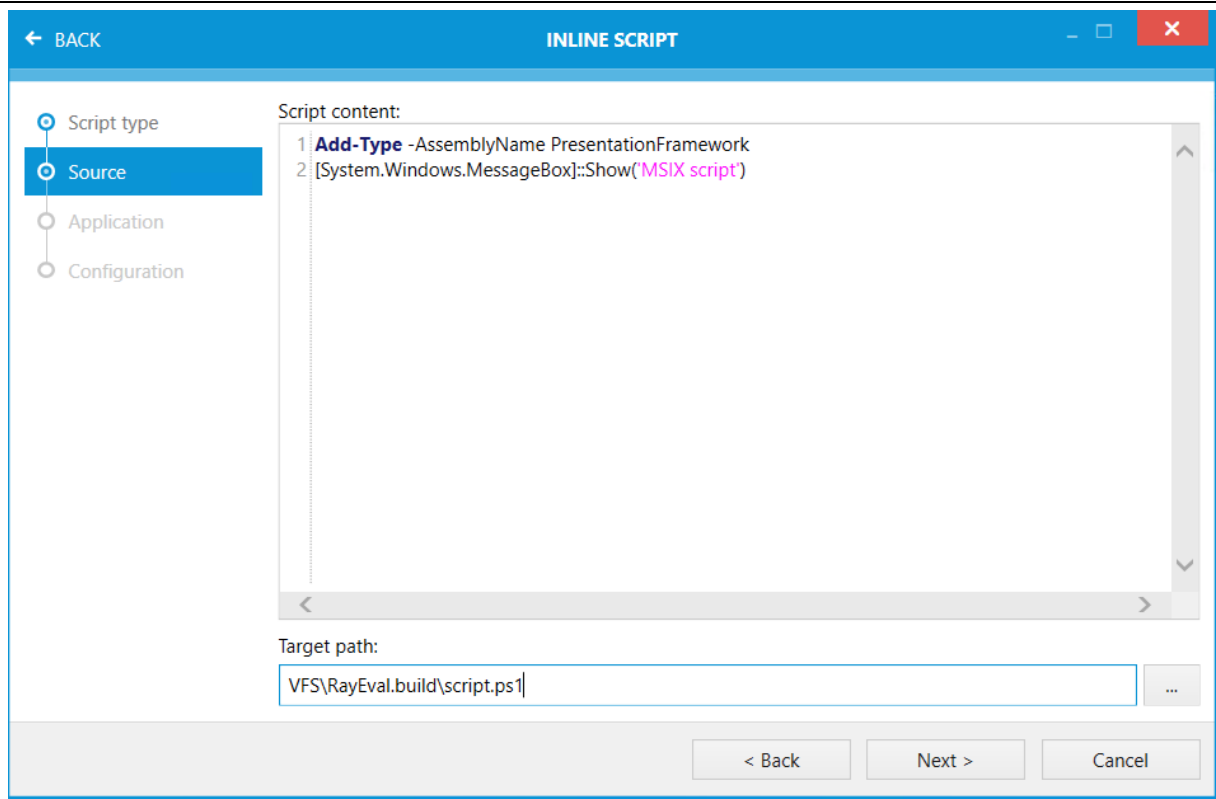 BACK
INLINE SCRIPT
Script type
Source
Application
Configuration
Script content:
1 Add-Type -AssemblyName PresentationFramework
2 [System.Windows.MessageBox]::Show('MSIX script')
Target path:
VFS\RayEval.build\script.ps1
...
< Back
Next >
Cancel